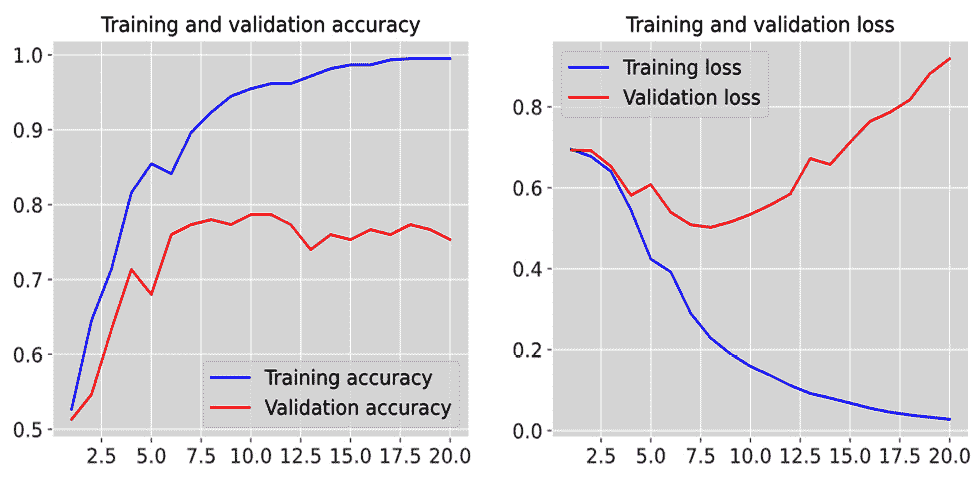 Training and validation accuracy
1.0
0.9
0.8
0.7
0.6
0.5
Training accuracy
Validation accuracy
2.5 5.0 7.5 10.0 12.5 15.0 17.5 20.0
Training and validation loss
Training loss
Validation loss
0.8
0.6
0.4
0.2
0.0
2.5 5.0 7.5 10.0 12.5 15.0 17.5 20.0